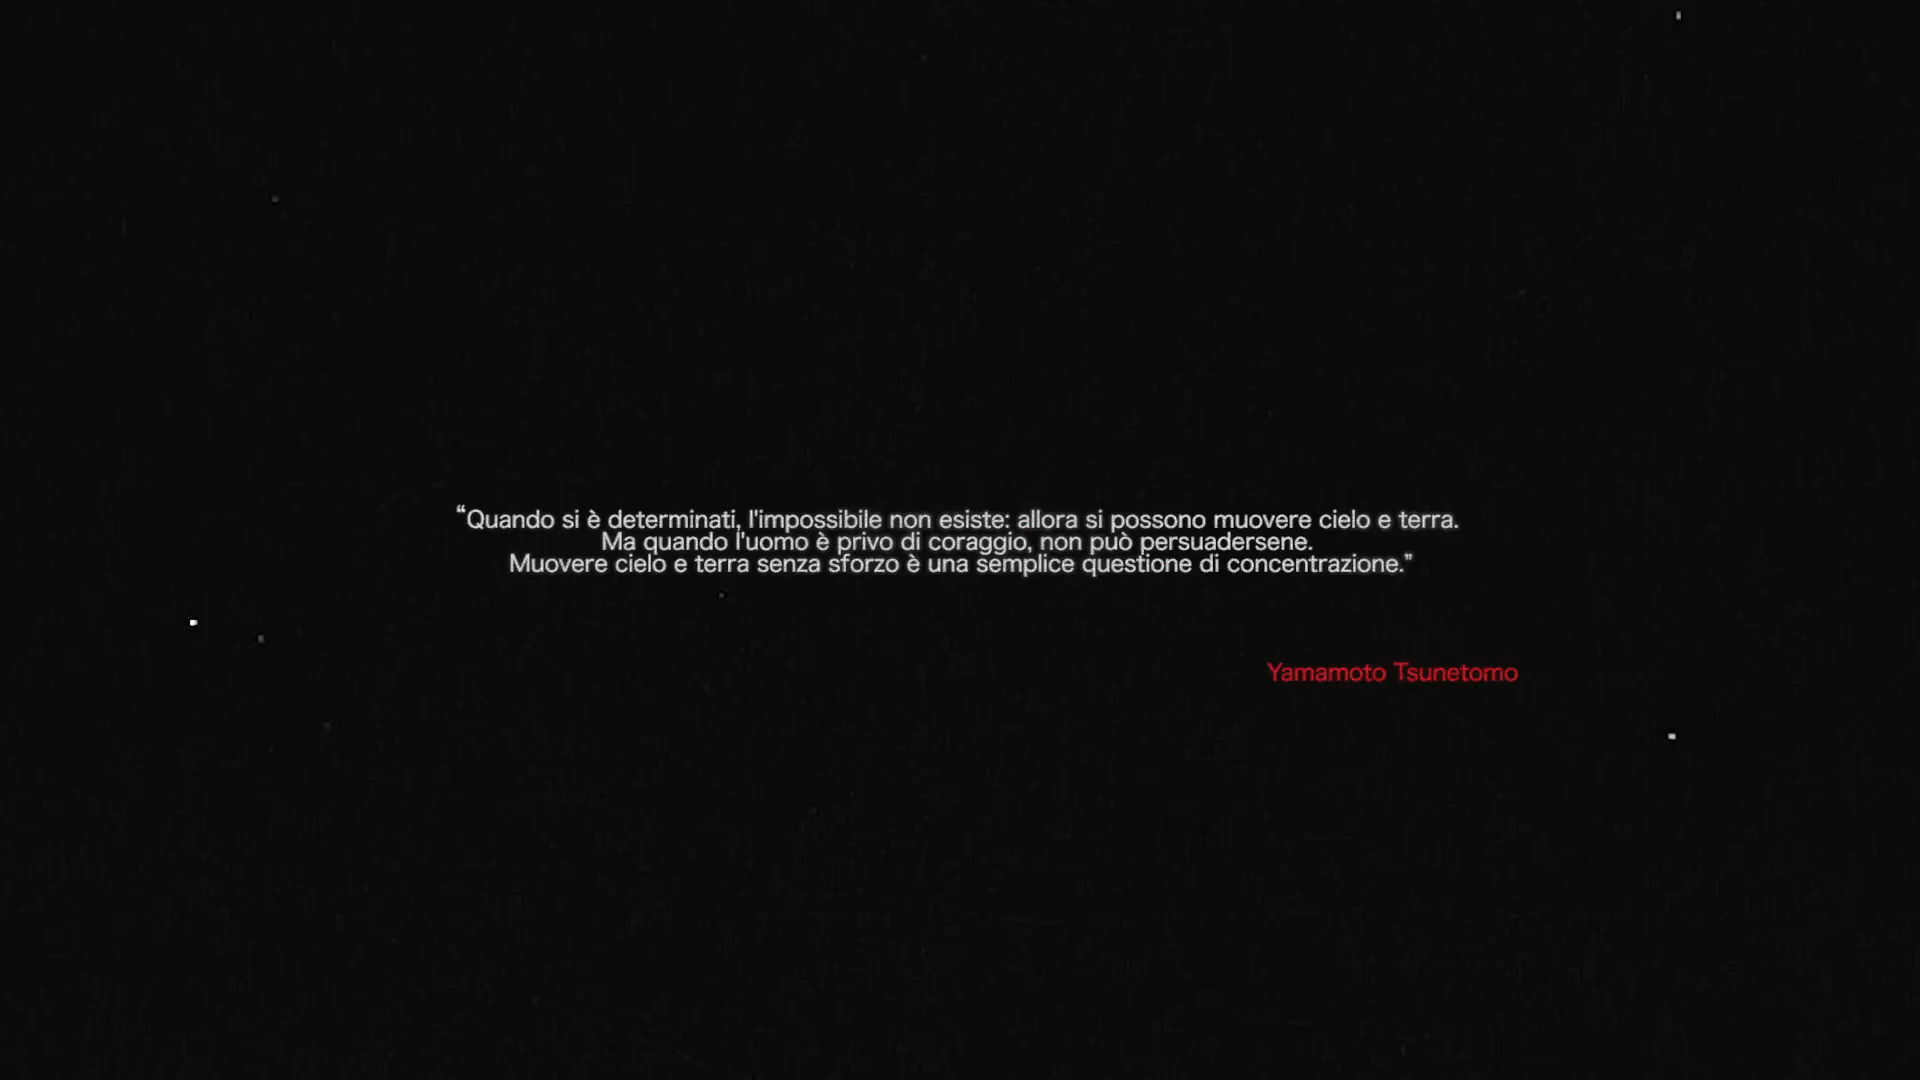 “Quando si è determinati, l'impossibile non esiste: allora si possono muovere cielo e terra.
Ma quando l'uomo è privo di coraggio, non può persuadersene.
Muovere cielo e terra senza sforzo è una semplice questione di concentrazione.”
Yamamoto Tsunetomo